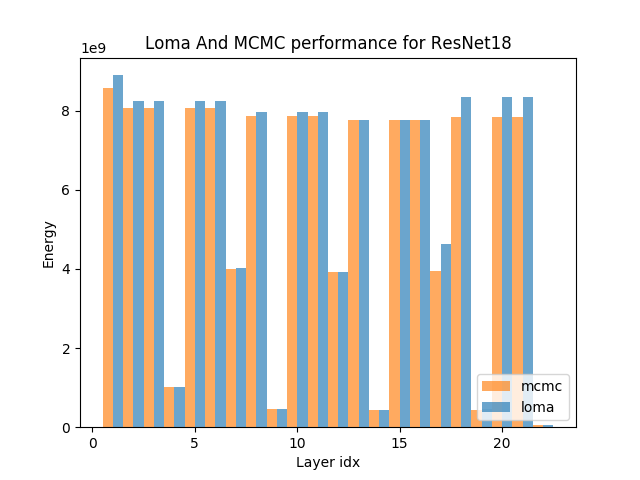 Loma And MCMC performance for ResNet18
1e9
8
6
4
2
0
Energy
0 5 10 15 20
Layer idx
mcmc
loma